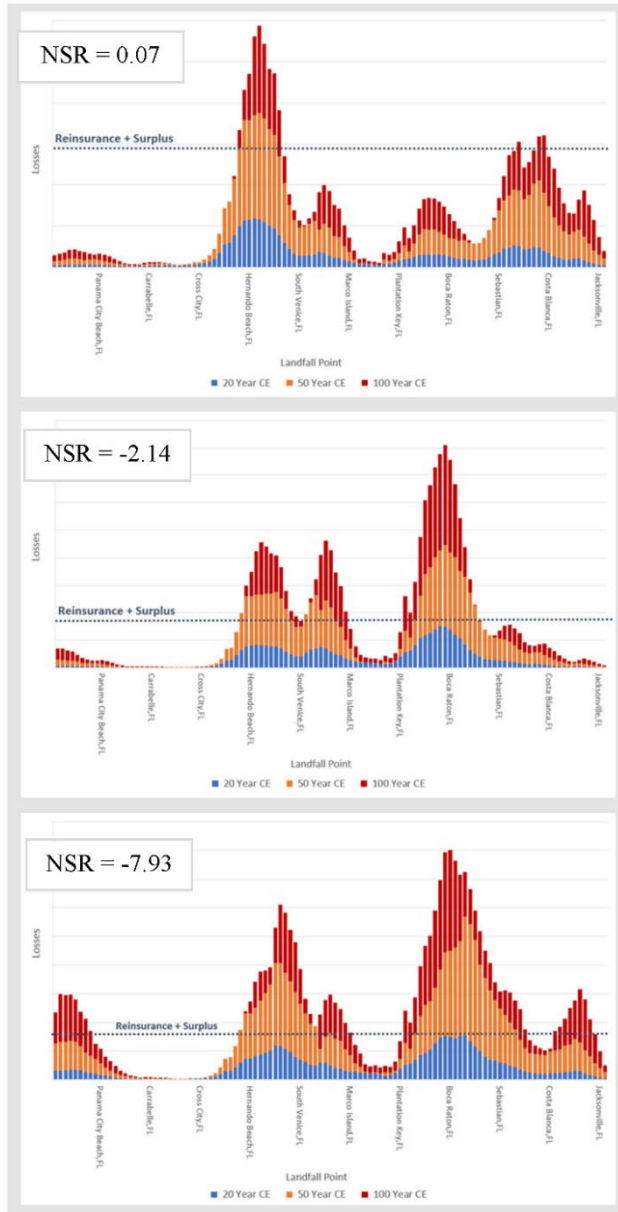 NSR = 0.07
Reinsurance + Surplus
Losses
Panama City Beach,FL
Carrabelle,FL
Cross City,FL
Hernando Beach,FL
South Venice,FL
Marco Island,FL
Plantation Key,FL
Boca Raton,FL
Sebastian,FL
Costa Blanca,FL
Jacksonville,FL
Landfall Point
20 Year CE 50 Year CE 100 Year CE
NSR = -2.14
Reinsurance + Surplus
Losses
Panama City Beach,FL
Carrabelle,FL
Cross City,FL
Hernando Beach,FL
South Venice,FL
Marco Island,FL
Plantation Key,FL
Boca Raton,FL
Sebastian,FL
Costa Blanca,FL
Jacksonville,FL
Landfall Point
20 Year CE 50 Year CE 100 Year CE
NSR = -7.93
Reinsurance + Surplus
Losses
Panama City Beach,FL
Carrabelle,FL
Cross City,FL
Hernando Beach,FL
South Venice,FL
Marco Island,FL
Plantation Key,FL
Boca Raton,FL
Sebastian,FL
Costa Blanca,FL
Jacksonville,FL
Landfall Point
20 Year CE 50 Year CE 100 Year CE